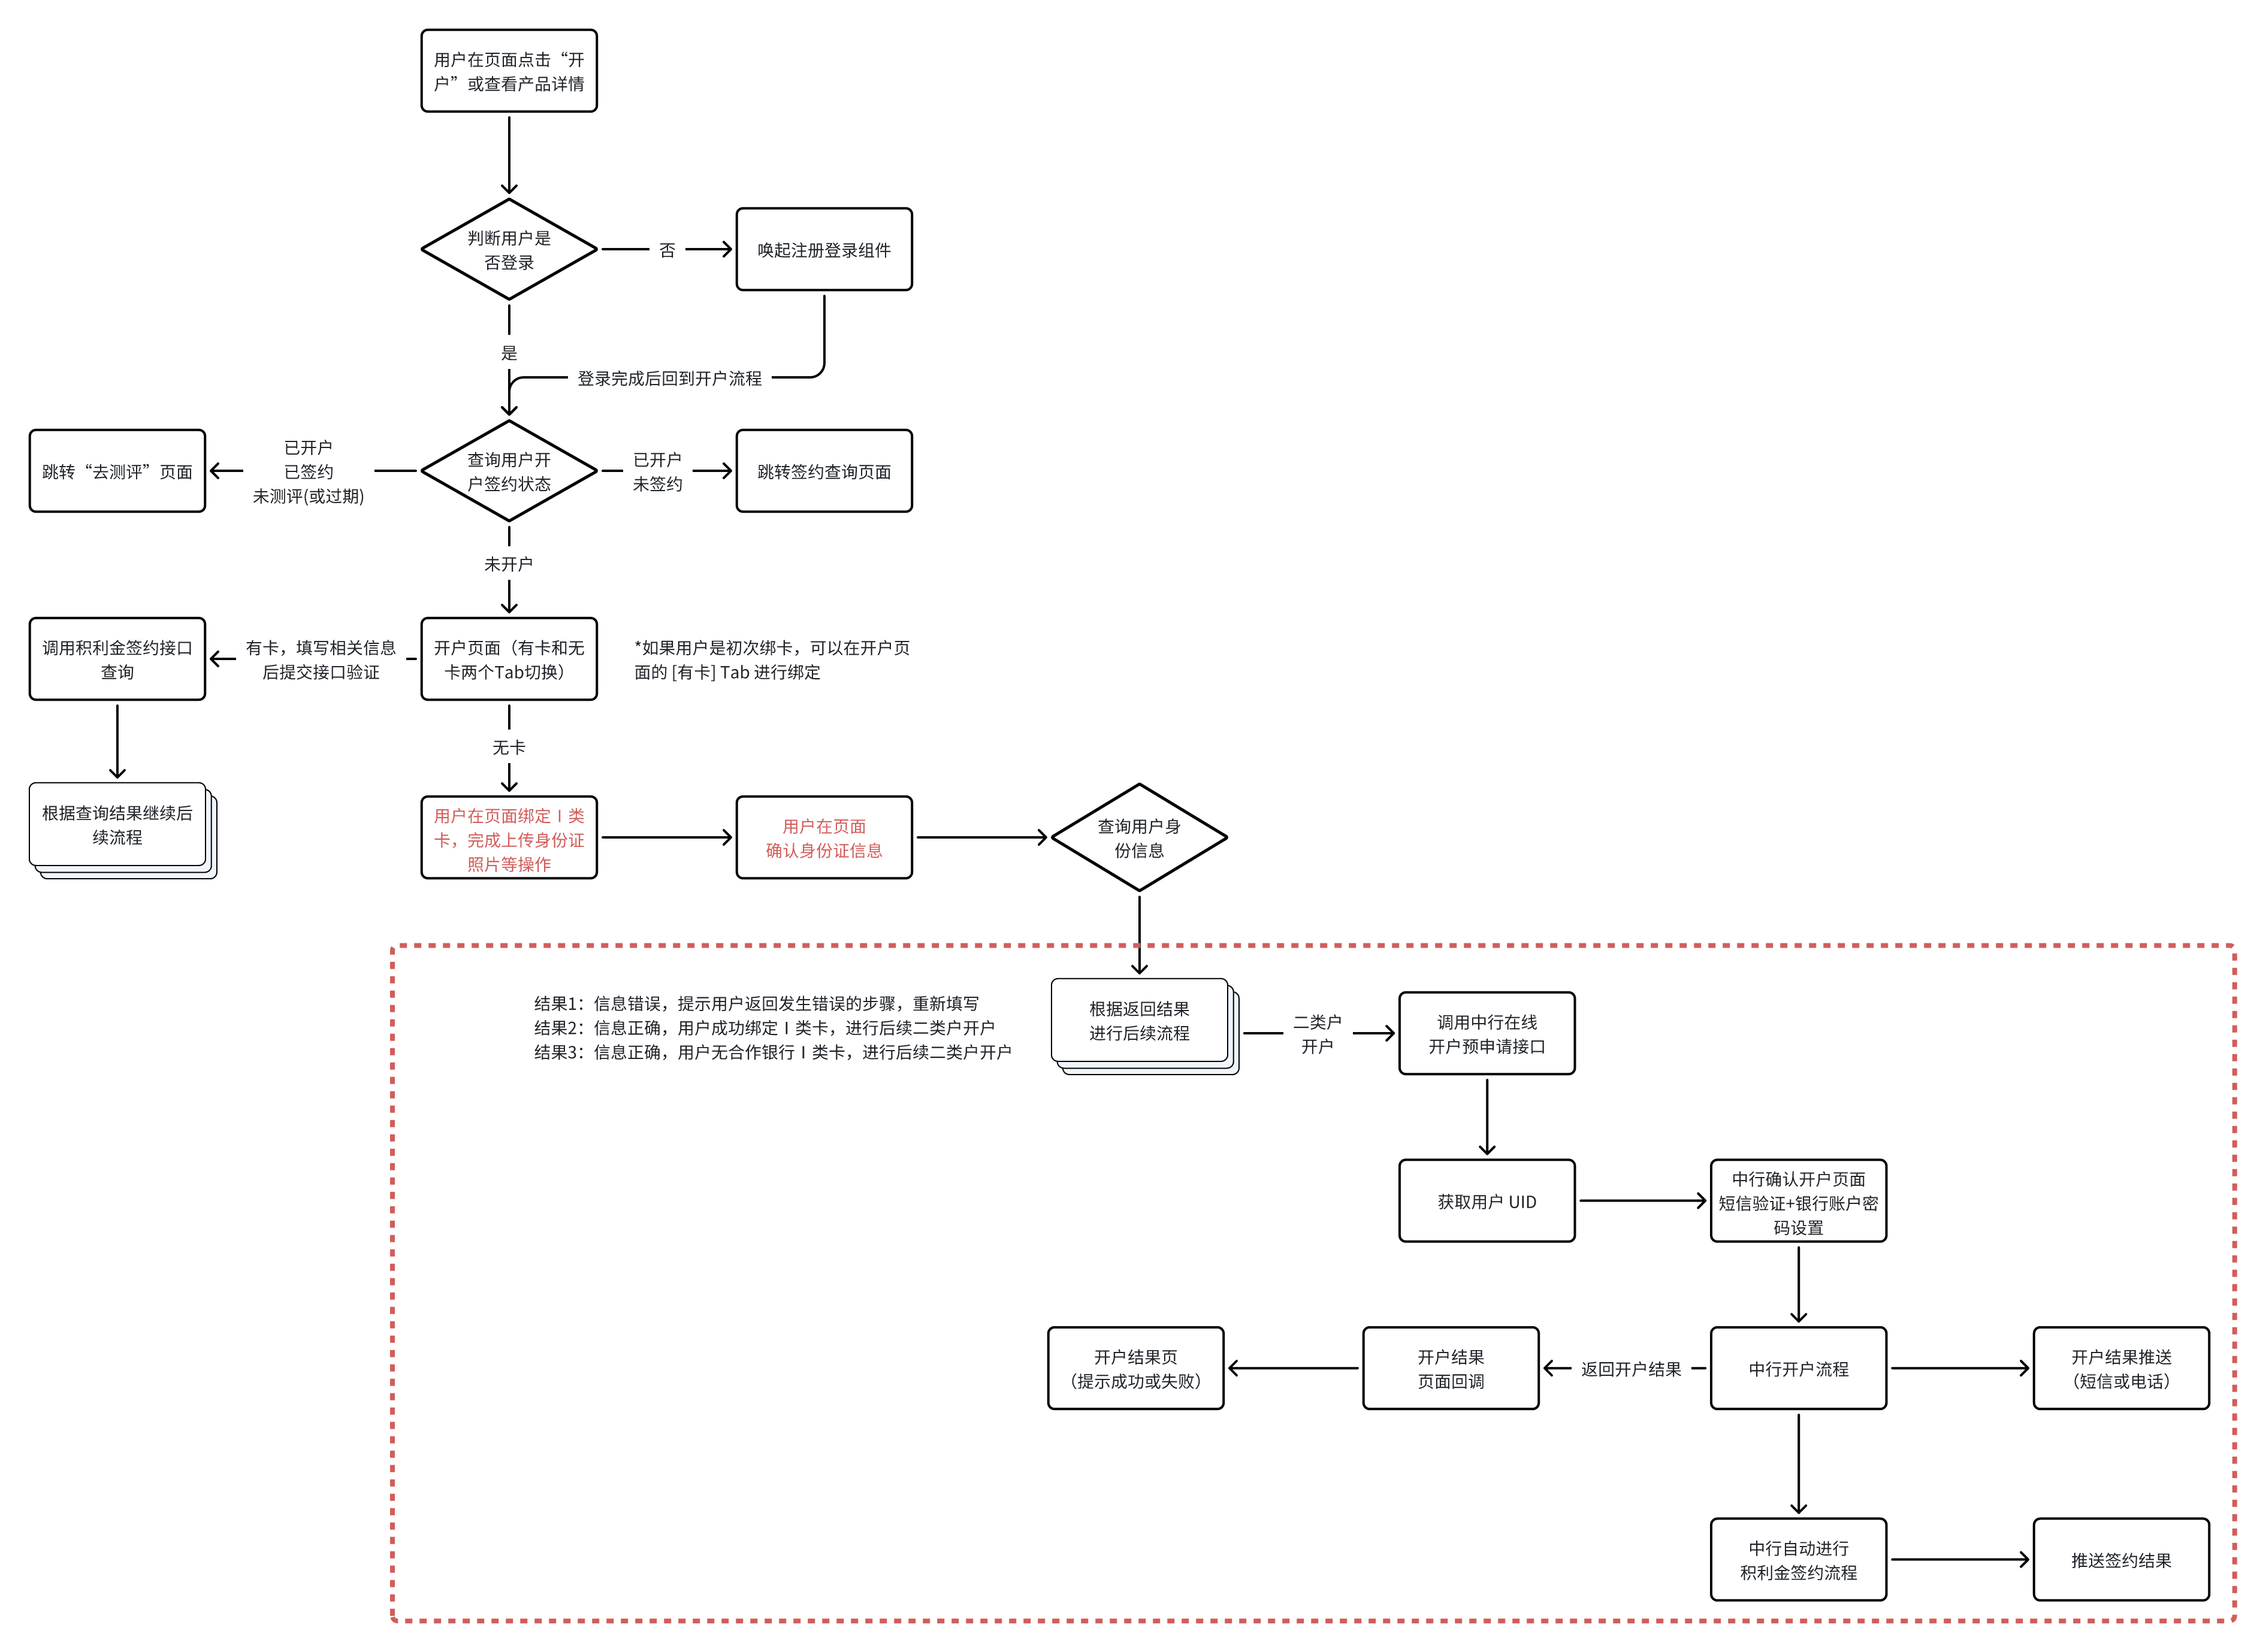 用户在页面点击“开
户”或查看产品详情
判断用户是
否登录
否
唤起注册登录组件
是
登录完成后回到开户流程
跳转“去测评”页面
已开户
已签约
未测评(或过期)
查询用户开
户签约状态
已开户
未签约
跳转签约查询页面
未开户
调用积利金签约接口
查询
有卡，填写相关信息
后提交接口验证
开户页面（有卡和无
卡两个Tab切换）
*如果用户是初次绑卡，可以在开户页
面的 [有卡] Tab 进行绑定
无卡
根据查询结果继续后
续流程
用户在页面绑定Ⅰ类
卡，完成上传身份证
照片等操作
用户在页面
确认身份证信息
查询用户身
份信息
结果1：信息错误，提示用户返回发生错误的步骤，重新填写
结果2：信息正确，用户成功绑定Ⅰ类卡，进行后续二类户开户
结果3：信息正确，用户无合作银行Ⅰ类卡，进行后续二类户开户
根据返回结果
进行后续流程
二类户
开户
调用中行在线
开户预申请接口
获取用户 UID
中行确认开户页面
短信验证+银行账户密
码设置
开户结果页
（提示成功或失败）
开户结果
页面回调
返回开户结果
中行开户流程
开户结果推送
（短信或电话）
中行自动进行
积利金签约流程
推送签约结果